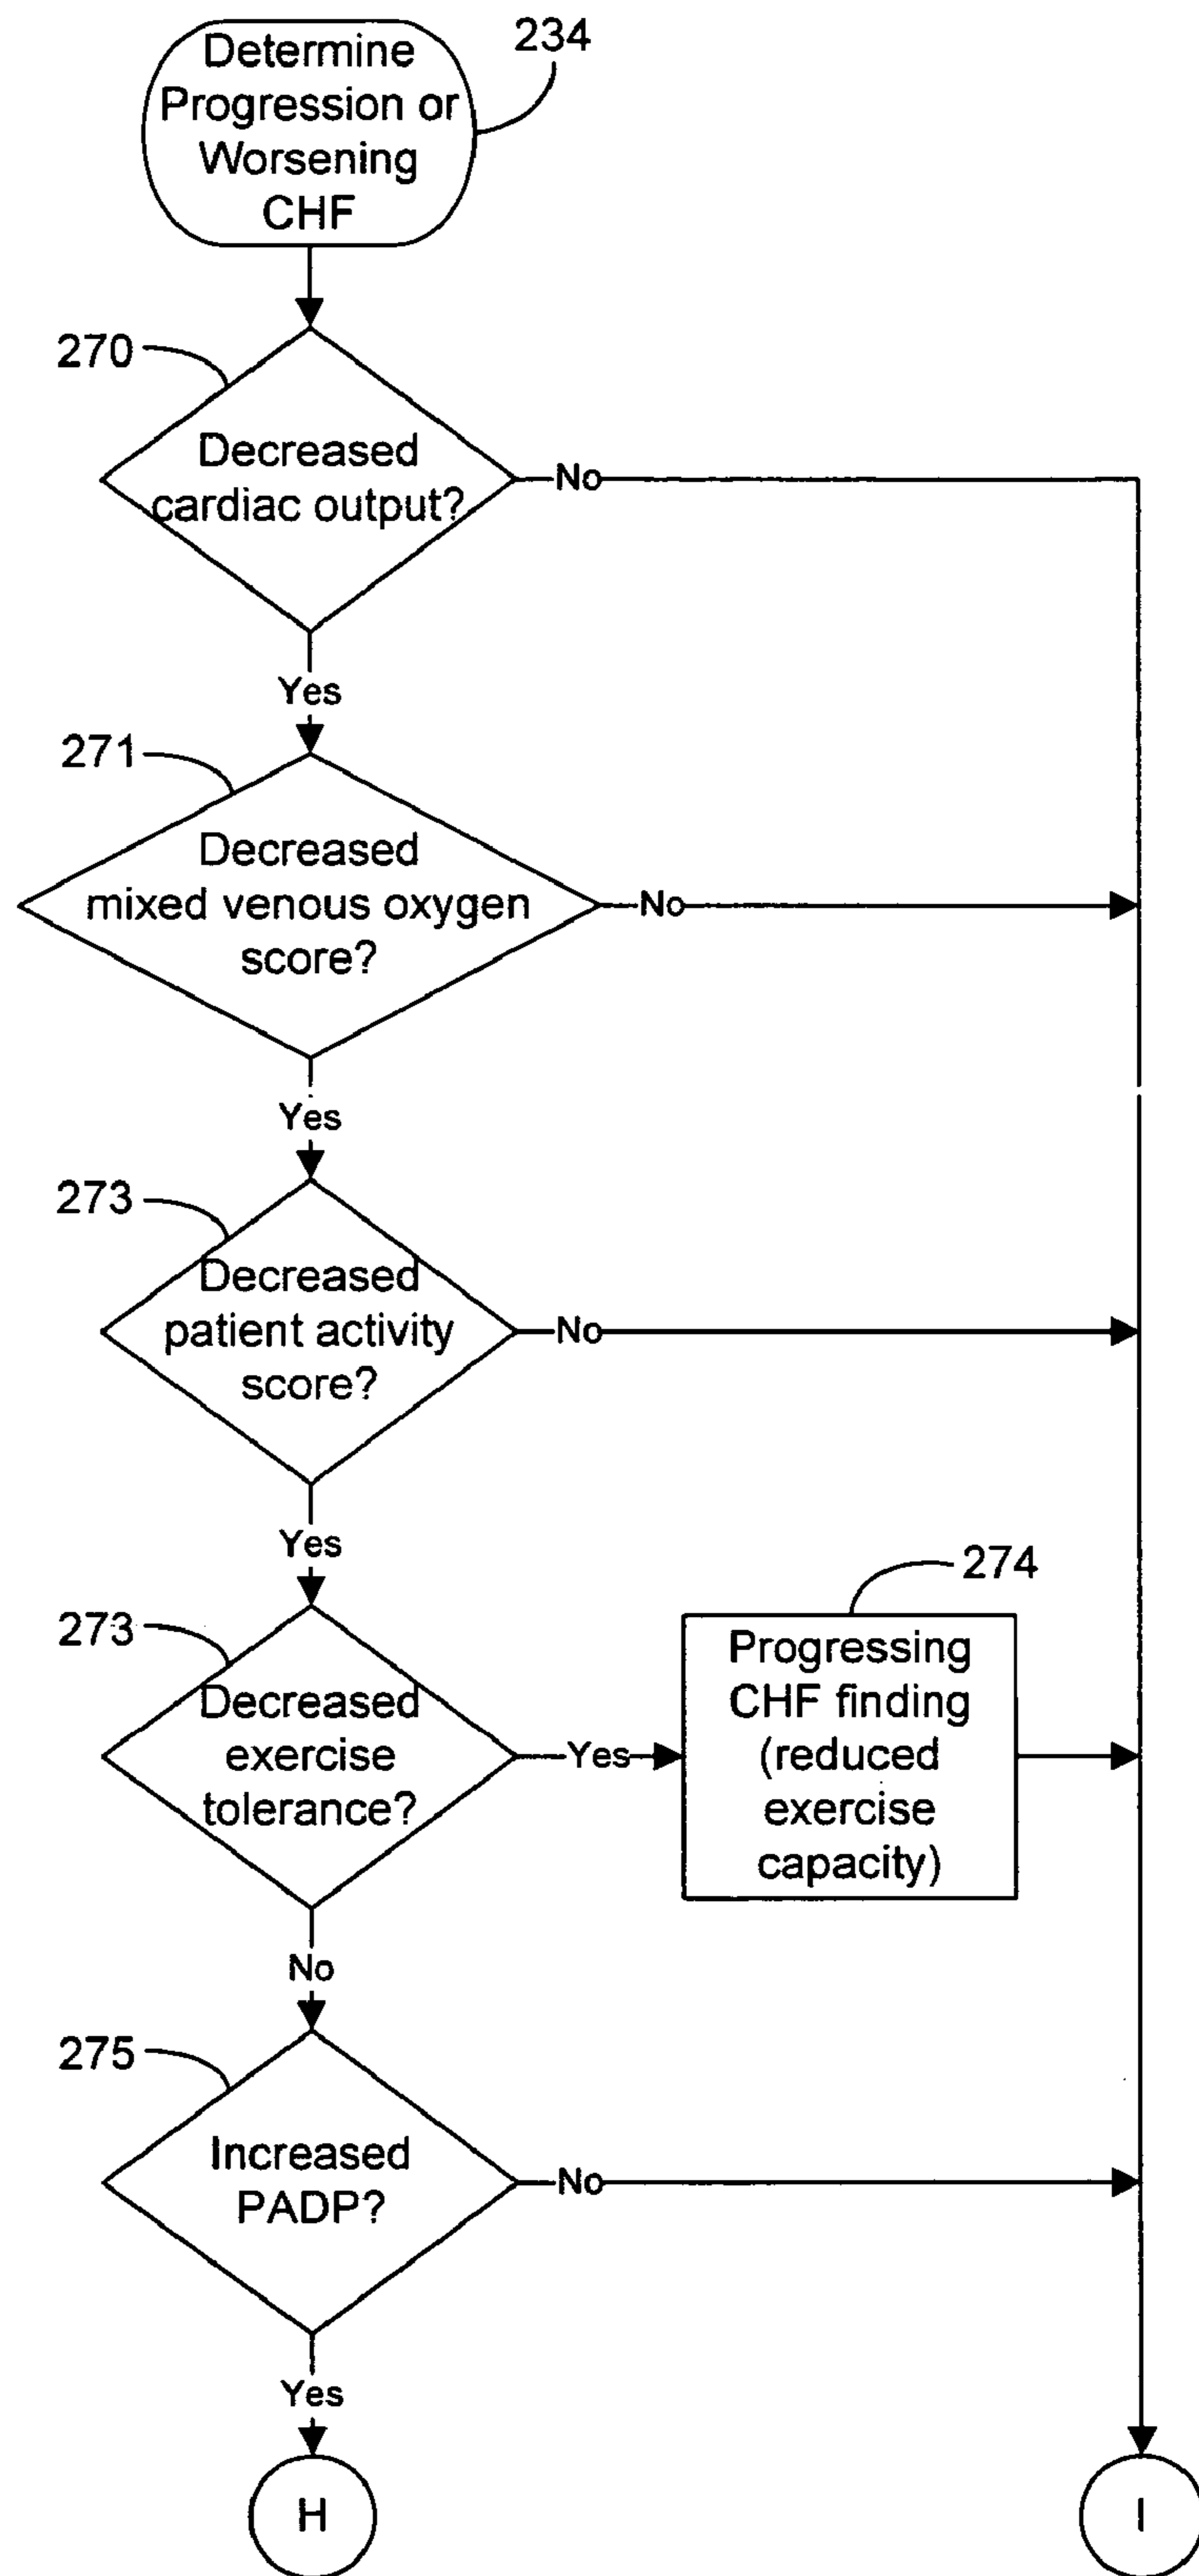 Determine
Progression or
Worsening
CHF
234
270
Decreased
cardiac output?
No
Yes
271
Decreased
mixed venous oxygen
score?
No
Yes
273
Decreased
patient activity
score?
No
Yes
273
Decreased
exercise
tolerance?
Yes
274
Progressing
CHF finding
(reduced
exercise
capacity)
No
275
Increased
PADP?
No
Yes
H
I